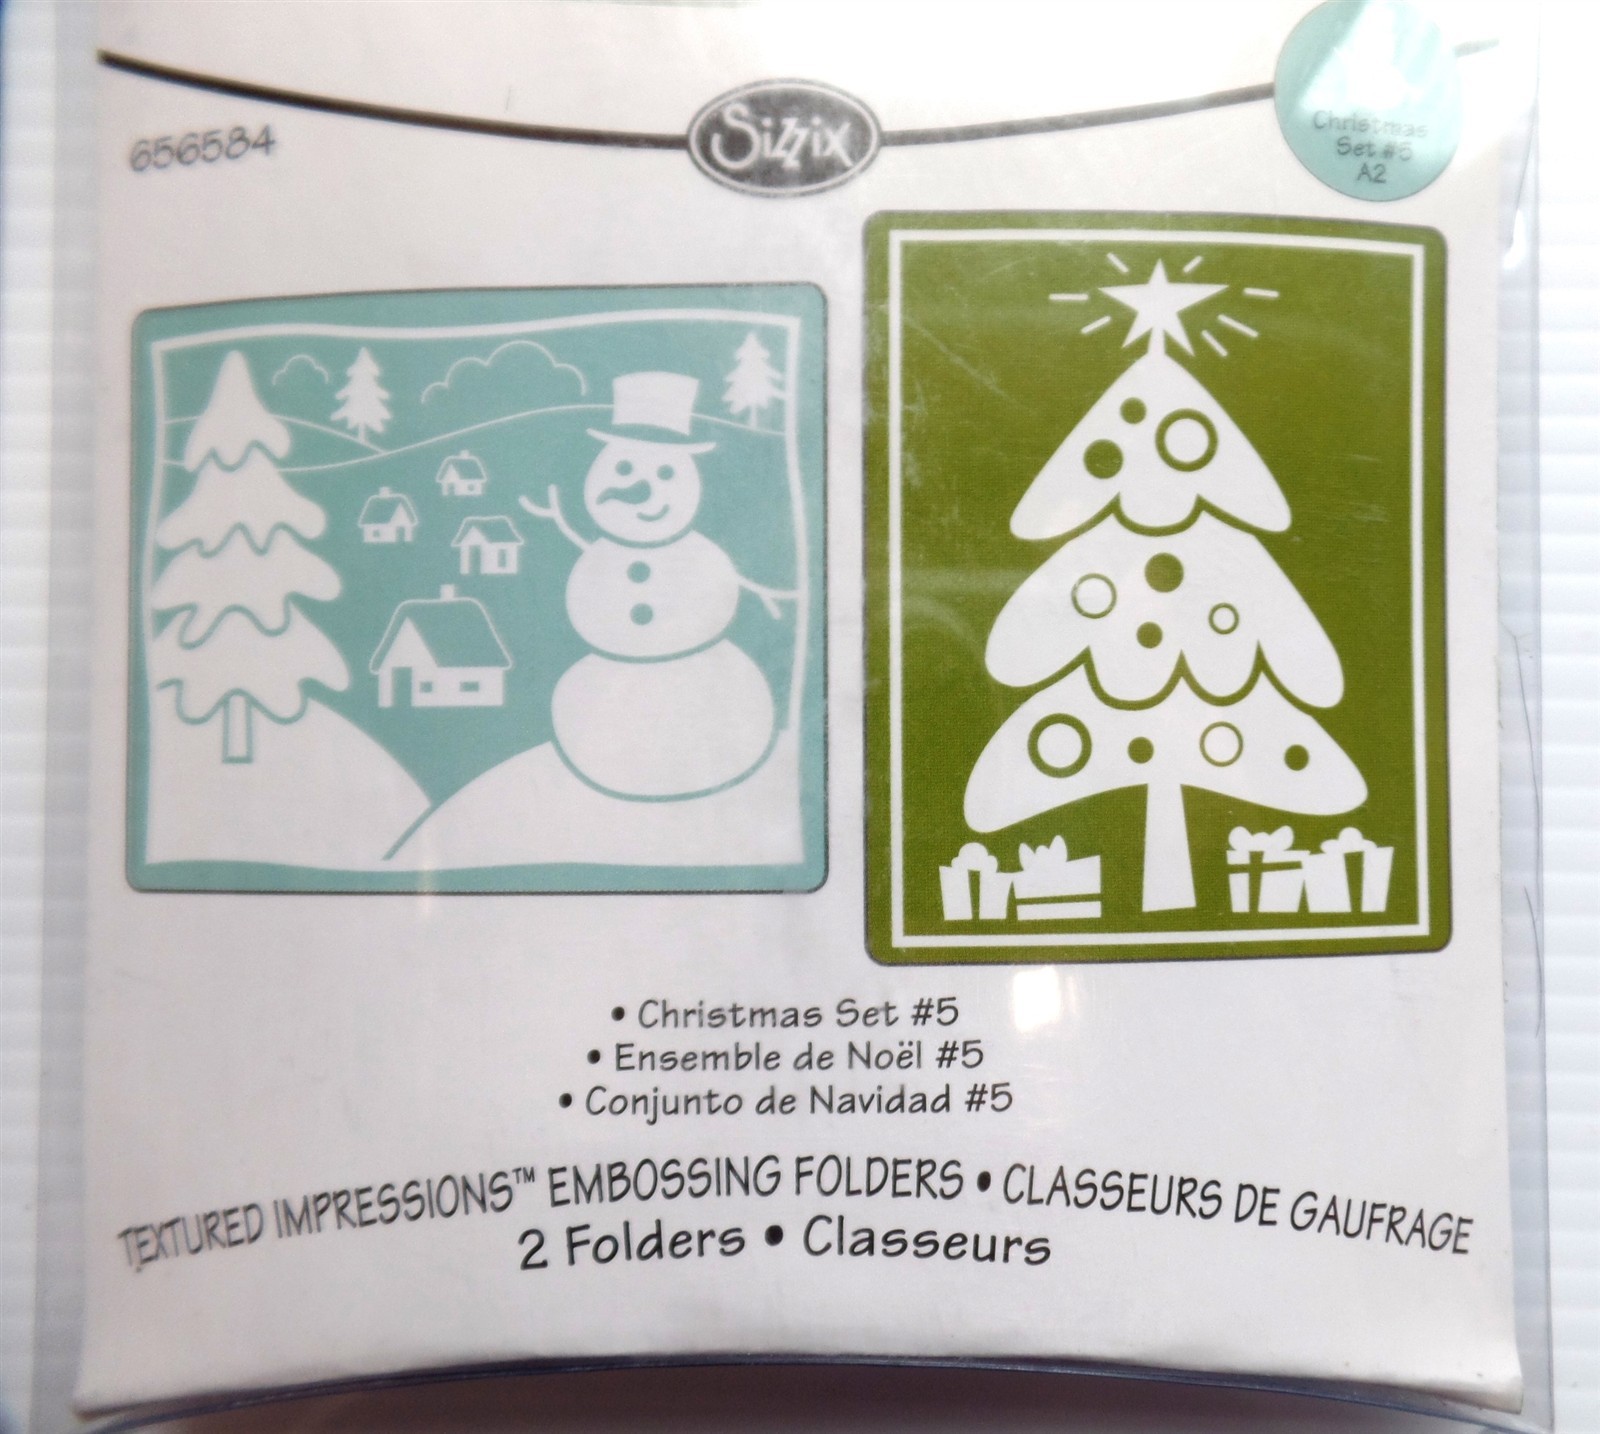 656584
Sizzix
Christmas
Set #5
A2
• Christmas Set #5
• Ensemble de Noël #5
• Conjunto de Navidad #5
TEXTURED IMPRESSIONS™ EMBOSSING FOLDERS • CLASSEURS DE GAUFRAGE
2 Folders • Classeurs